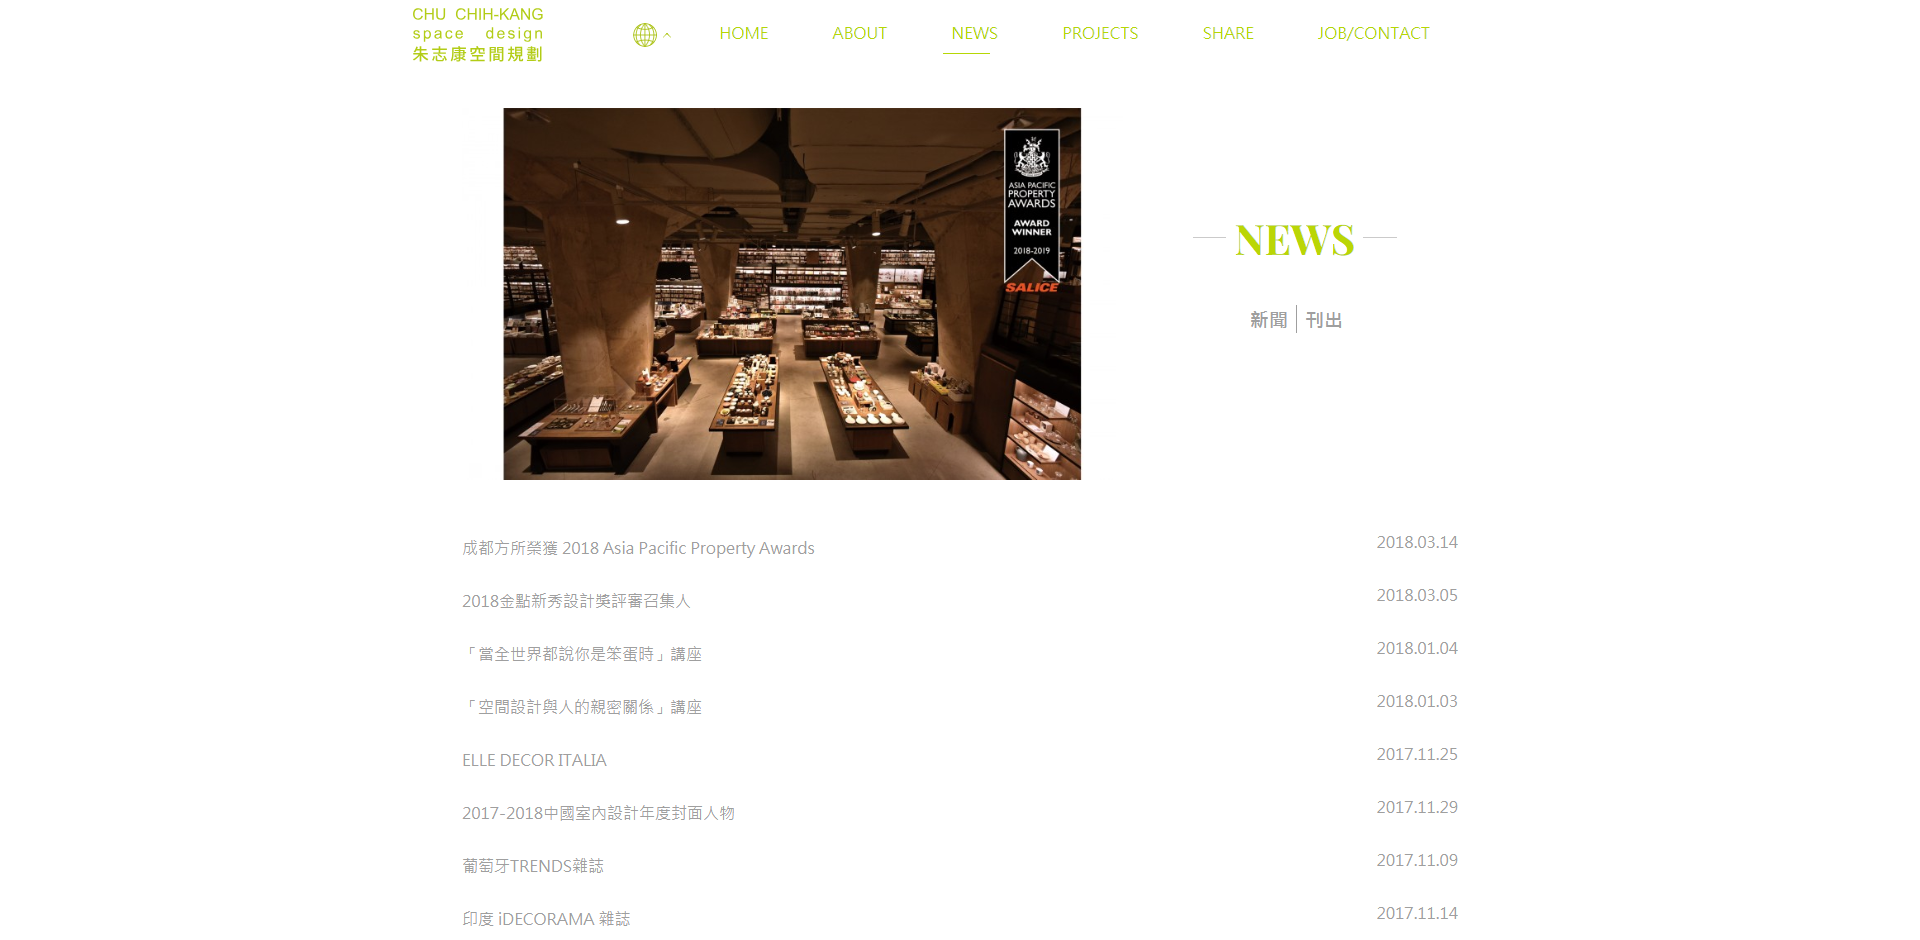 CHU CHIH-KANG
space design
朱志康空間規劃
HOME
ABOUT
NEWS
PROJECTS
SHARE
JOB/CONTACT
ASIA PACIFIC
PROPERTY
AWARDS
AWARD
WINNER
2018-2019
SALICE
NEWS
新聞
刊出
成都方所榮獲 2018 Asia Pacific Property Awards 2018.03.14
2018金點新秀設計獎評審召集人 2018.03.05
「當全世界都說你是笨蛋時」講座 2018.01.04
「空間設計與人的親密關係」講座 2018.01.03
ELLE DECOR ITALIA 2017.11.25
2017-2018中國室內設計年度封面人物 2017.11.29
葡萄牙TRENDS雜誌 2017.11.09
印度 iDECORAMA 雜誌 2017.11.14